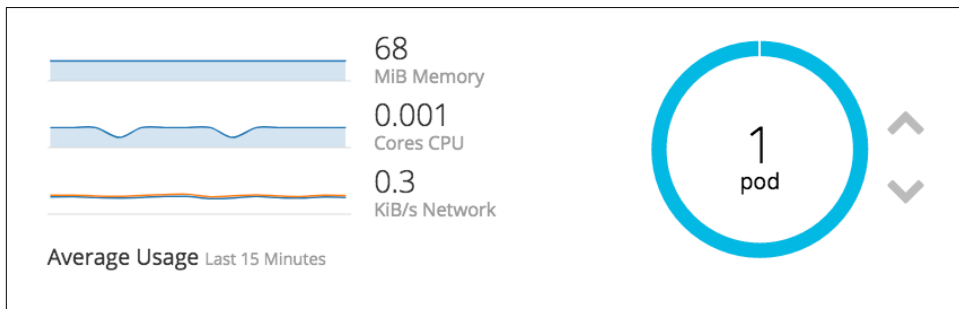 68
MiB Memory
0.001
Cores CPU
0.3
KiB/s Network
Average Usage Last 15 Minutes
1
pod